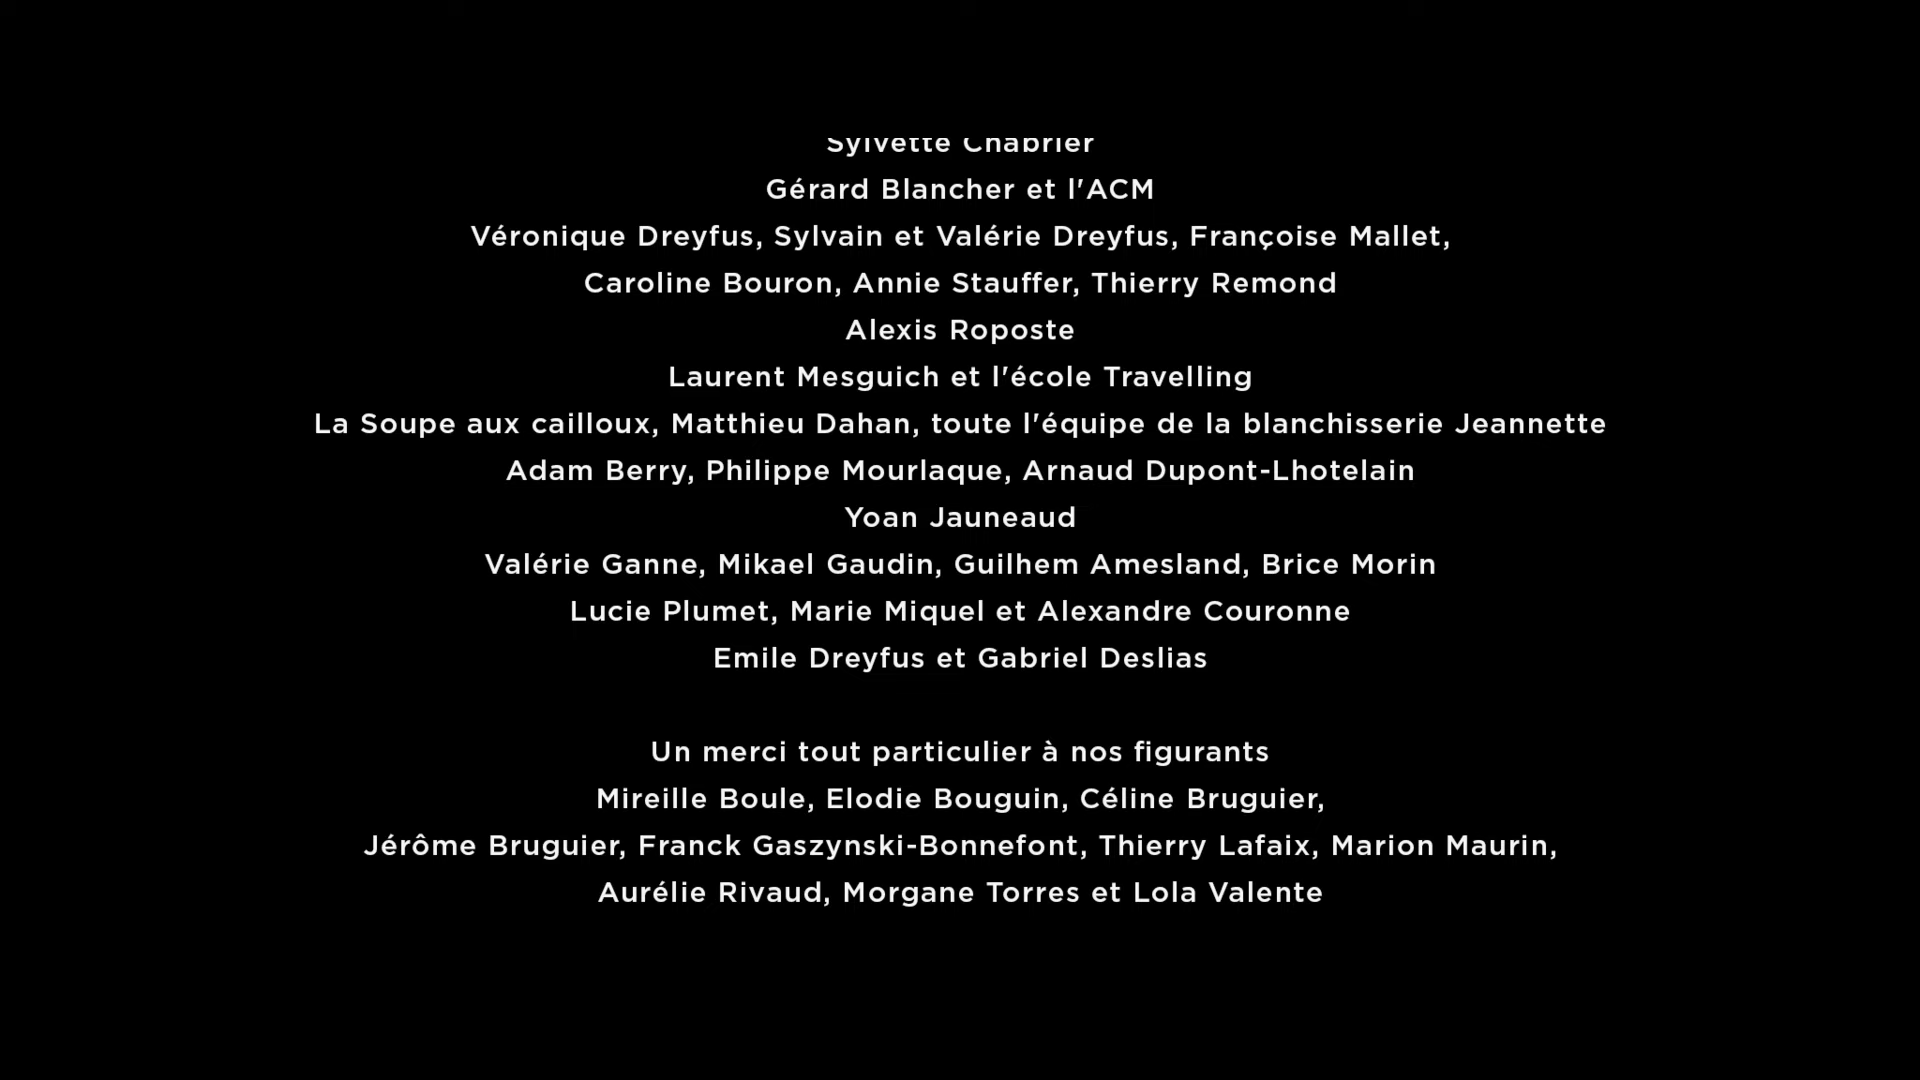 Sylvette Chabrier
Gérard Blancher et l'ACM
Véronique Dreyfus, Sylvain et Valérie Dreyfus, Françoise Mallet,
Caroline Bouron, Annie Stauffer, Thierry Remond
Alexis Roposte
Laurent Mesguich et l'école Travelling
La Soupe aux cailloux, Matthieu Dahan, toute l'équipe de la blanchisserie Jeannette
Adam Berry, Philippe Mourlaque, Arnaud Dupont-Lhotelain
Yoan Jauneaud
Valérie Ganne, Mikael Gaudin, Guilhem Amesland, Brice Morin
Lucie Plumet, Marie Miquel et Alexandre Couronne
Emile Dreyfus et Gabriel Deslias
Un merci tout particulier à nos figurants
Mireille Boule, Elodie Bouguin, Céline Bruguier,
Jérôme Bruguier, Franck Gaszynski-Bonnefont, Thierry Lafaix, Marion Maurin,
Aurélie Rivaud, Morgane Torres et Lola Valente